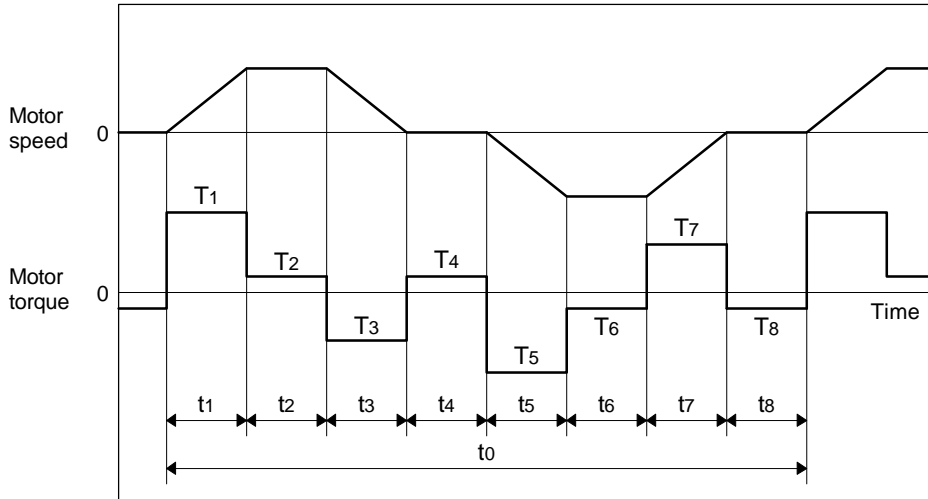 Motor
speed
0
T1
T7
T2
T4
Motor
torque
0
Time
T3
T6
T8
T5
t1 t2 t3 t4 t5 t6 t7 t8
t0